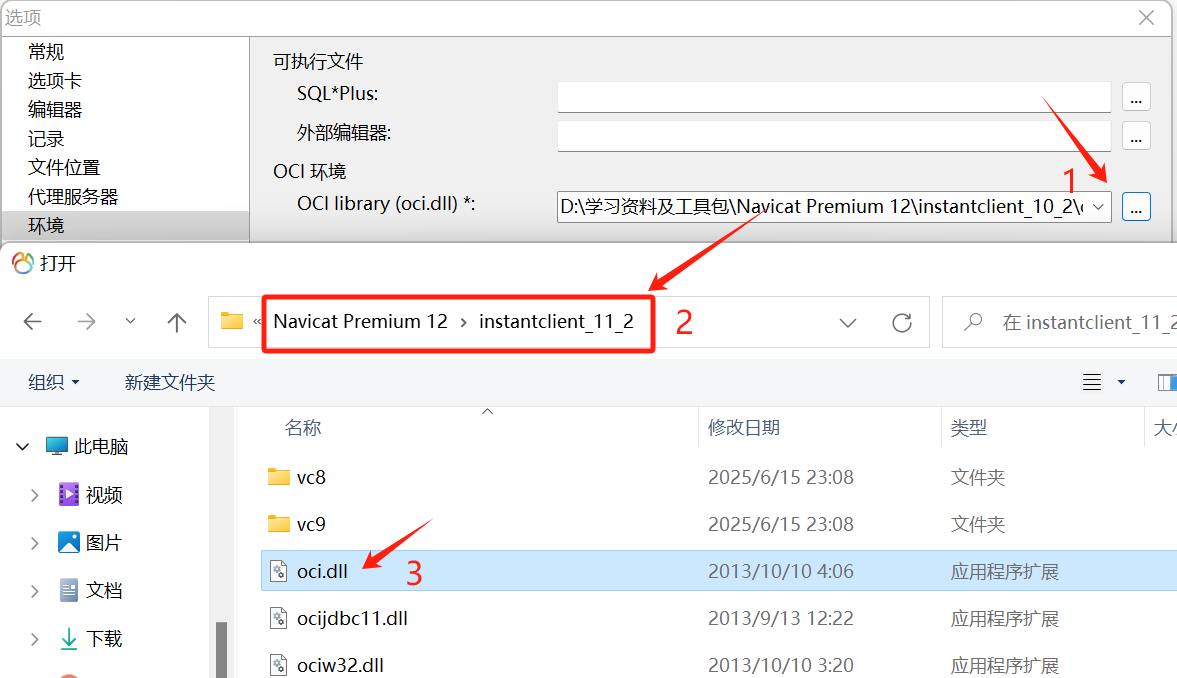 选项
常规
选项卡
编辑器
记录
文件位置
代理服务器
环境
可执行文件
SQL*Plus:
...
外部编辑器:
...
OCI 环境
OCI library (oci.dll) *:
D:\学习资料及工具包\Navicat Premium 12\instantclient_10_2\
...
1
打开
« Navicat Premium 12 › instantclient_11_2
2
在 instantclient_11_2
组织
新建文件夹
名称 修改日期 类型
此电脑
视频
图片
文档
下载
vc8 2025/6/15 23:08 文件夹
vc9 2025/6/15 23:08 文件夹
oci.dll 2013/10/10 4:06 应用程序扩展
3
ocijdbc11.dll 2013/9/13 12:22 应用程序扩展
ociw32.dll 2013/10/10 3:20 应用程序扩展